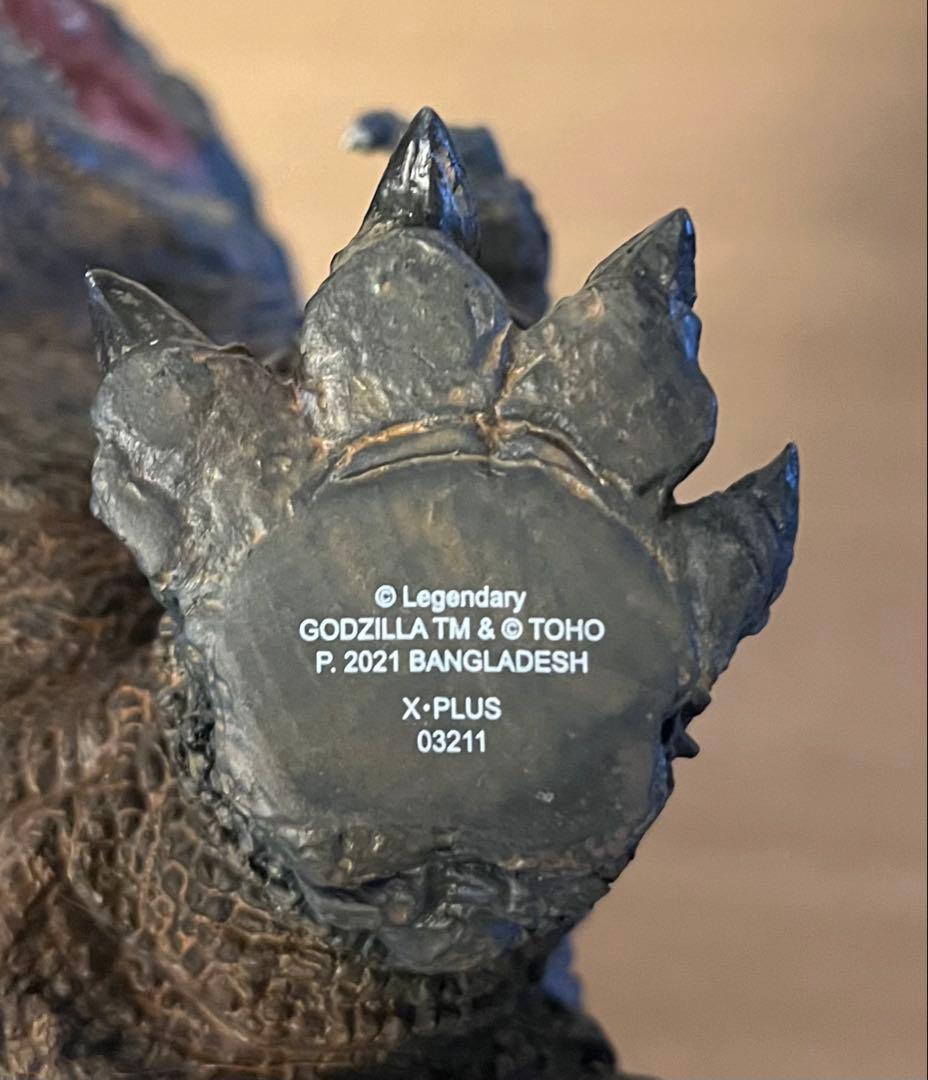 © Legendary
GODZILLA TM & © TOHO
P. 2021 BANGLADESH
X•PLUS
03211